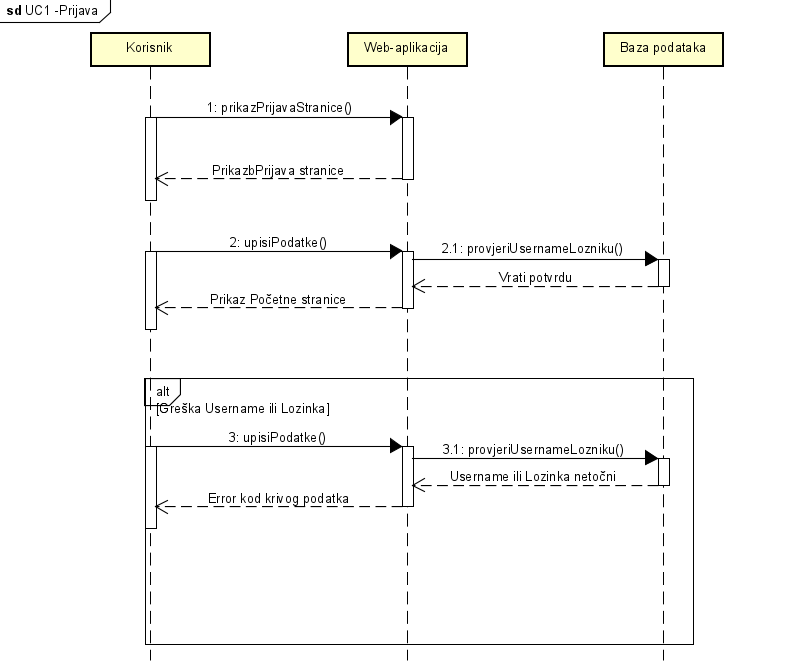 sd UC1 -Prijava
Korisnik
Web-aplikacija
Baza podataka
1: prikazPrijavaStranice()
PrikazbPrijava stranice
2: upisiPodatke()
2.1: provjeriUsernameLozniku()
Vrati potvrdu
Prikaz Početne stranice
alt
[Greška Username ili Lozinka]
3: upisiPodatke()
3.1: provjeriUsernameLozniku()
Username ili Lozinka netočni
Error kod krivog podatka